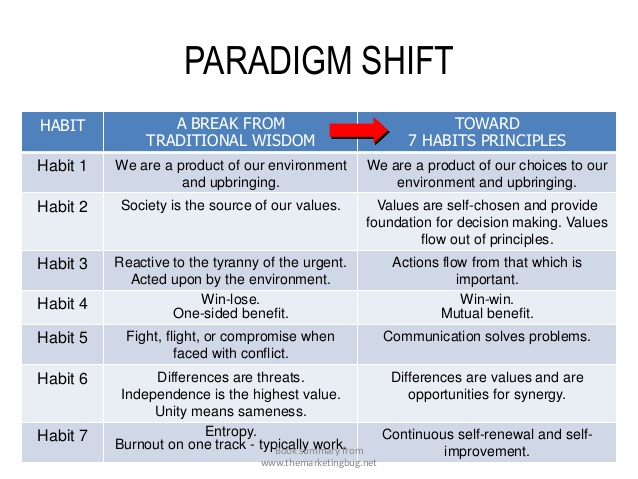 PARADIGM SHIFT
HABIT
A BREAK FROM
TRADITIONAL WISDOM
TOWARD
7 HABITS PRINCIPLES
Habit 1
We are a product of our environment
and upbringing.
We are a product of our choices to our
environment and upbringing.
Habit 2
Society is the source of our values.
Values are self-chosen and provide
foundation for decision making. Values
flow out of principles.
Habit 3
Reactive to the tyranny of the urgent.
Acted upon by the environment.
Actions flow from that which is
important.
Habit 4
Win-lose.
One-sided benefit.
Win-win.
Mutual benefit.
Habit 5
Fight, flight, or compromise when
faced with conflict.
Communication solves problems.
Habit 6
Differences are threats.
Independence is the highest value.
Unity means sameness.
Differences are values and are
opportunities for synergy.
Habit 7
Entropy.
Burnout on one track - typically work.
Continuous self-renewal and self-
improvement.
Book summary from
www.themarketingbug.net